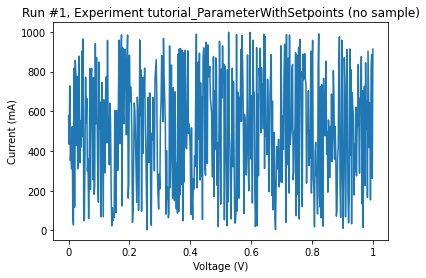 Run #1, Experiment tutorial_ParameterWithSetpoints (no sample)
1000
800
600
400
200
0
Current (mA)
0 0.2 0.4 0.6 0.8 1
Voltage (V)